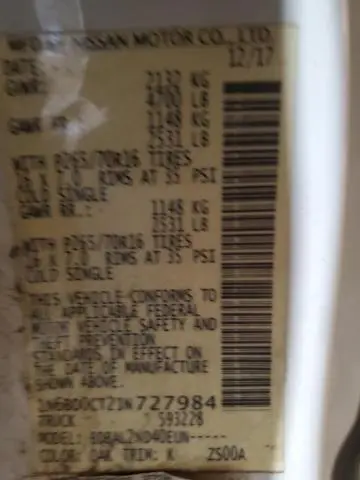 MFD BY NISSAN MOTOR CO., LTD.
DATE: 12/17
GVWR: 2132 KG
4700 LB
GAWR FR.: 1148 KG
2531 LB
WITH P265/70R16 TIRES
16 X 7.0 RIMS AT 35 PSI
COLD SINGLE
GAWR RR.: 1148 KG
2531 LB
WITH P265/70R16 TIRES
16 X 7.0 RIMS AT 35 PSI
COLD SINGLE
THIS VEHICLE CONFORMS TO
ALL APPLICABLE FEDERAL
MOTOR VEHICLE SAFETY AND
THEFT PREVENTION
STANDARDS IN EFFECT ON
THE DATE OF MANUFACTURE
SHOWN ABOVE
TRUCK 593228
MODEL:
COLOR: TRIM: K 2S00A